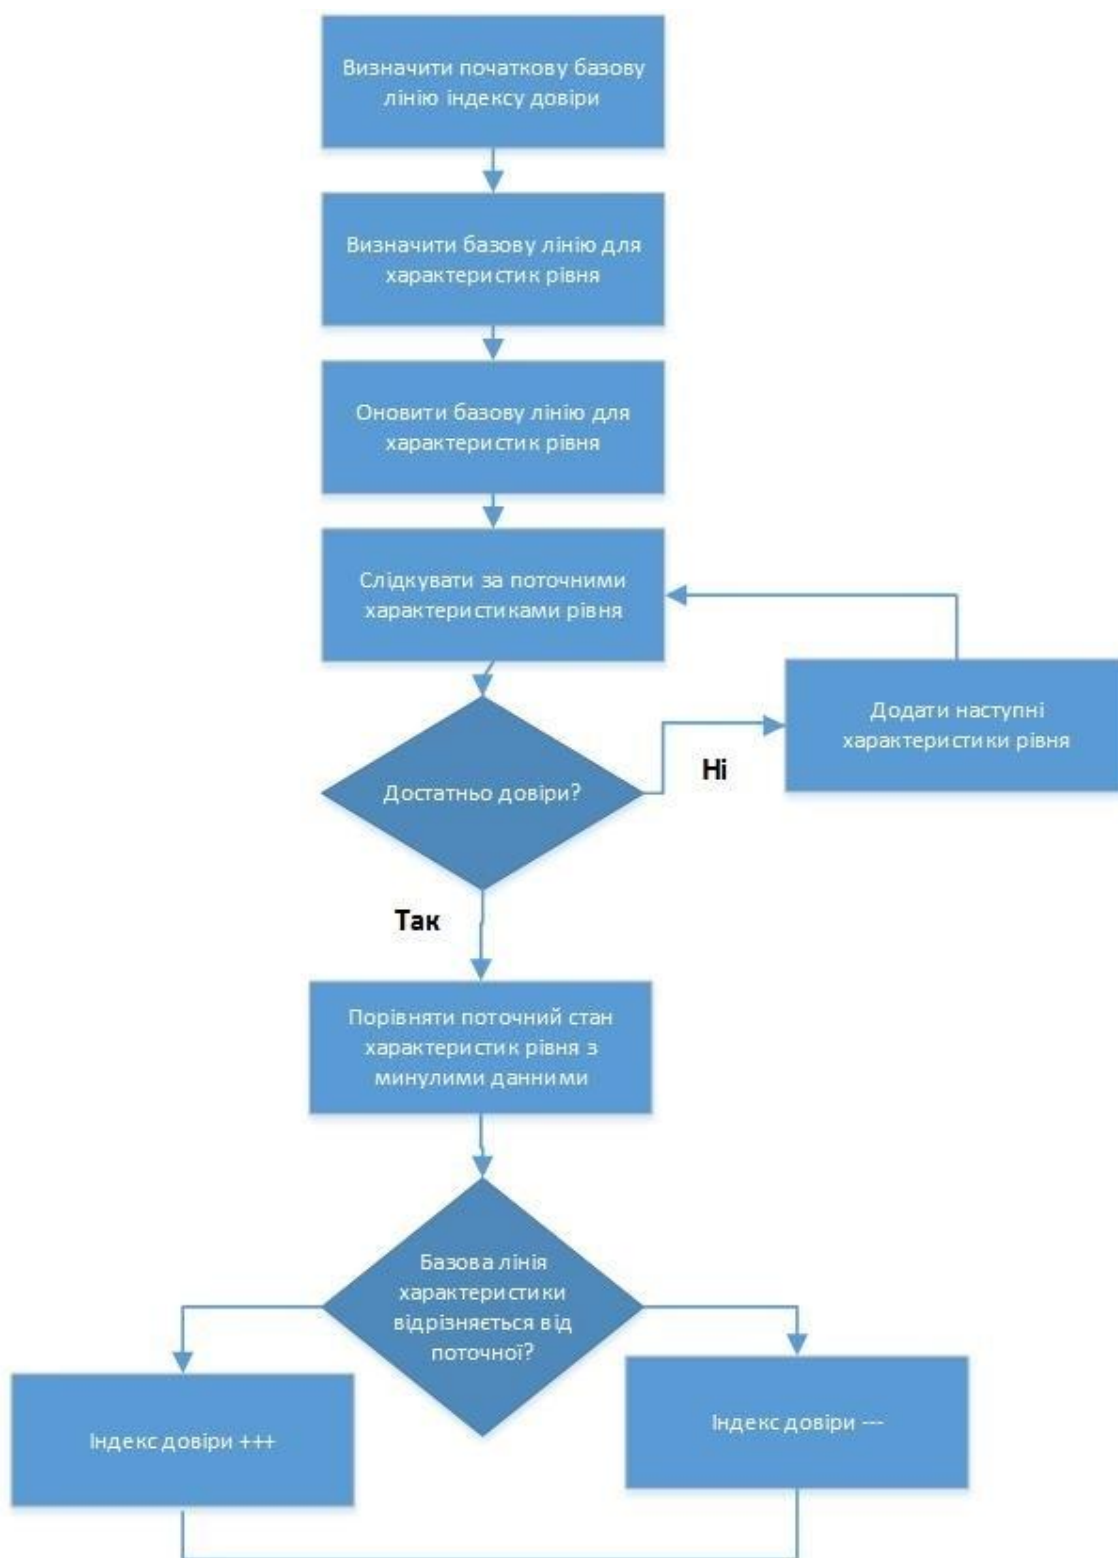 Визначити початкову базову
лінію індексу довіри
Визначити базову лінію для
характеристик рівня
Оновити базову лінію для
характеристик рівня
Слідкувати за поточними
характеристиками рівня
Додати наступні
характеристики рівня
Достатньо довіри?
Ні
Так
Порівняти поточний стан
характеристик рівня з
минулими данними
Базова лінія
характеристики
відрізняється від
поточної?
Індекс довіри +++
Індекс довіри ---